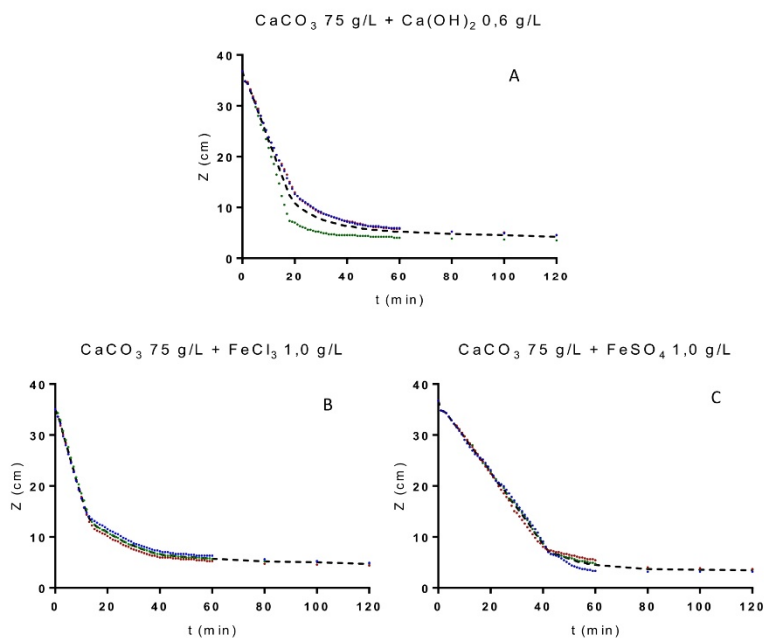 CaCO₃ 75 g/L + Ca(OH)₂ 0,6 g/L
A
40
30
20
10
0
Z (cm)
0 20 40 60 80 100 120
t (min)
CaCO₃ 75 g/L + FeCl₃ 1,0 g/L
B
40
30
20
10
0
Z (cm)
0 20 40 60 80 100 120
t (min)
CaCO₃ 75 g/L + FeSO₄ 1,0 g/L
C
40
30
20
10
0
Z (cm)
0 20 40 60 80 100 120
t (min)